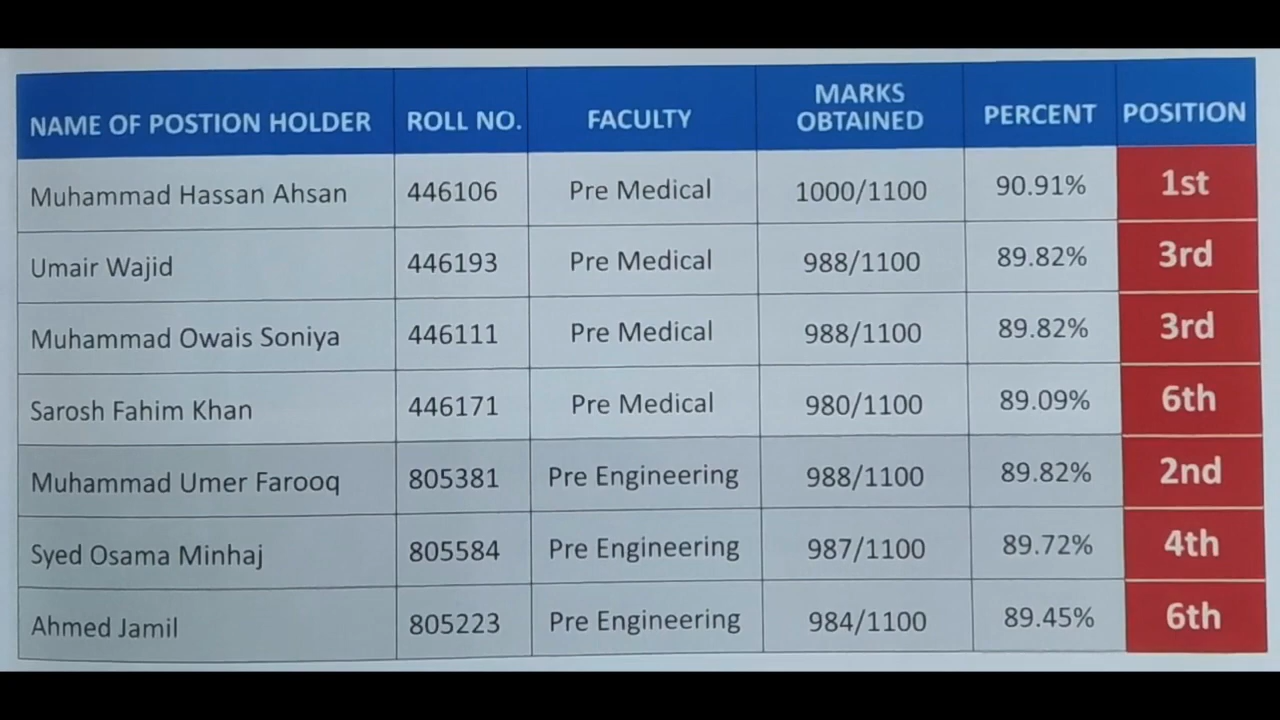 NAME OF POSTION HOLDER ROLL NO. FACULTY MARKS OBTAINED PERCENT POSITION
Muhammad Hassan Ahsan 446106 Pre Medical 1000/1100 90.91% 1st
Umair Wajid 446193 Pre Medical 988/1100 89.82% 3rd
Muhammad Owais Soniya 446111 Pre Medical 988/1100 89.82% 3rd
Sarosh Fahim Khan 446171 Pre Medical 980/1100 89.09% 6th
Muhammad Umer Farooq 805381 Pre Engineering 988/1100 89.82% 2nd
Syed Osama Minhaj 805584 Pre Engineering 987/1100 89.72% 4th
Ahmed Jamil 805223 Pre Engineering 984/1100 89.45% 6th